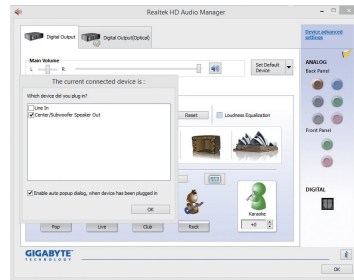 Realtek HD Audio Manager
Digital Output
Digital Output(Optical)
Device advanced
settings
Main Volume
L
R
Set Default
Device
ANALOG
Back Panel
The current connected device is :
Which device did you plug in?
Line In
Center/Subwoofer Speaker Out
Reset
Loudness Equalization
Front Panel
Enable auto popup dialog, when device has been plugged in
OK
DIGITAL
Karaoke
Pop
Live
Club
Rock
+0
GIGABYTE
TECHNOLOGY
OK